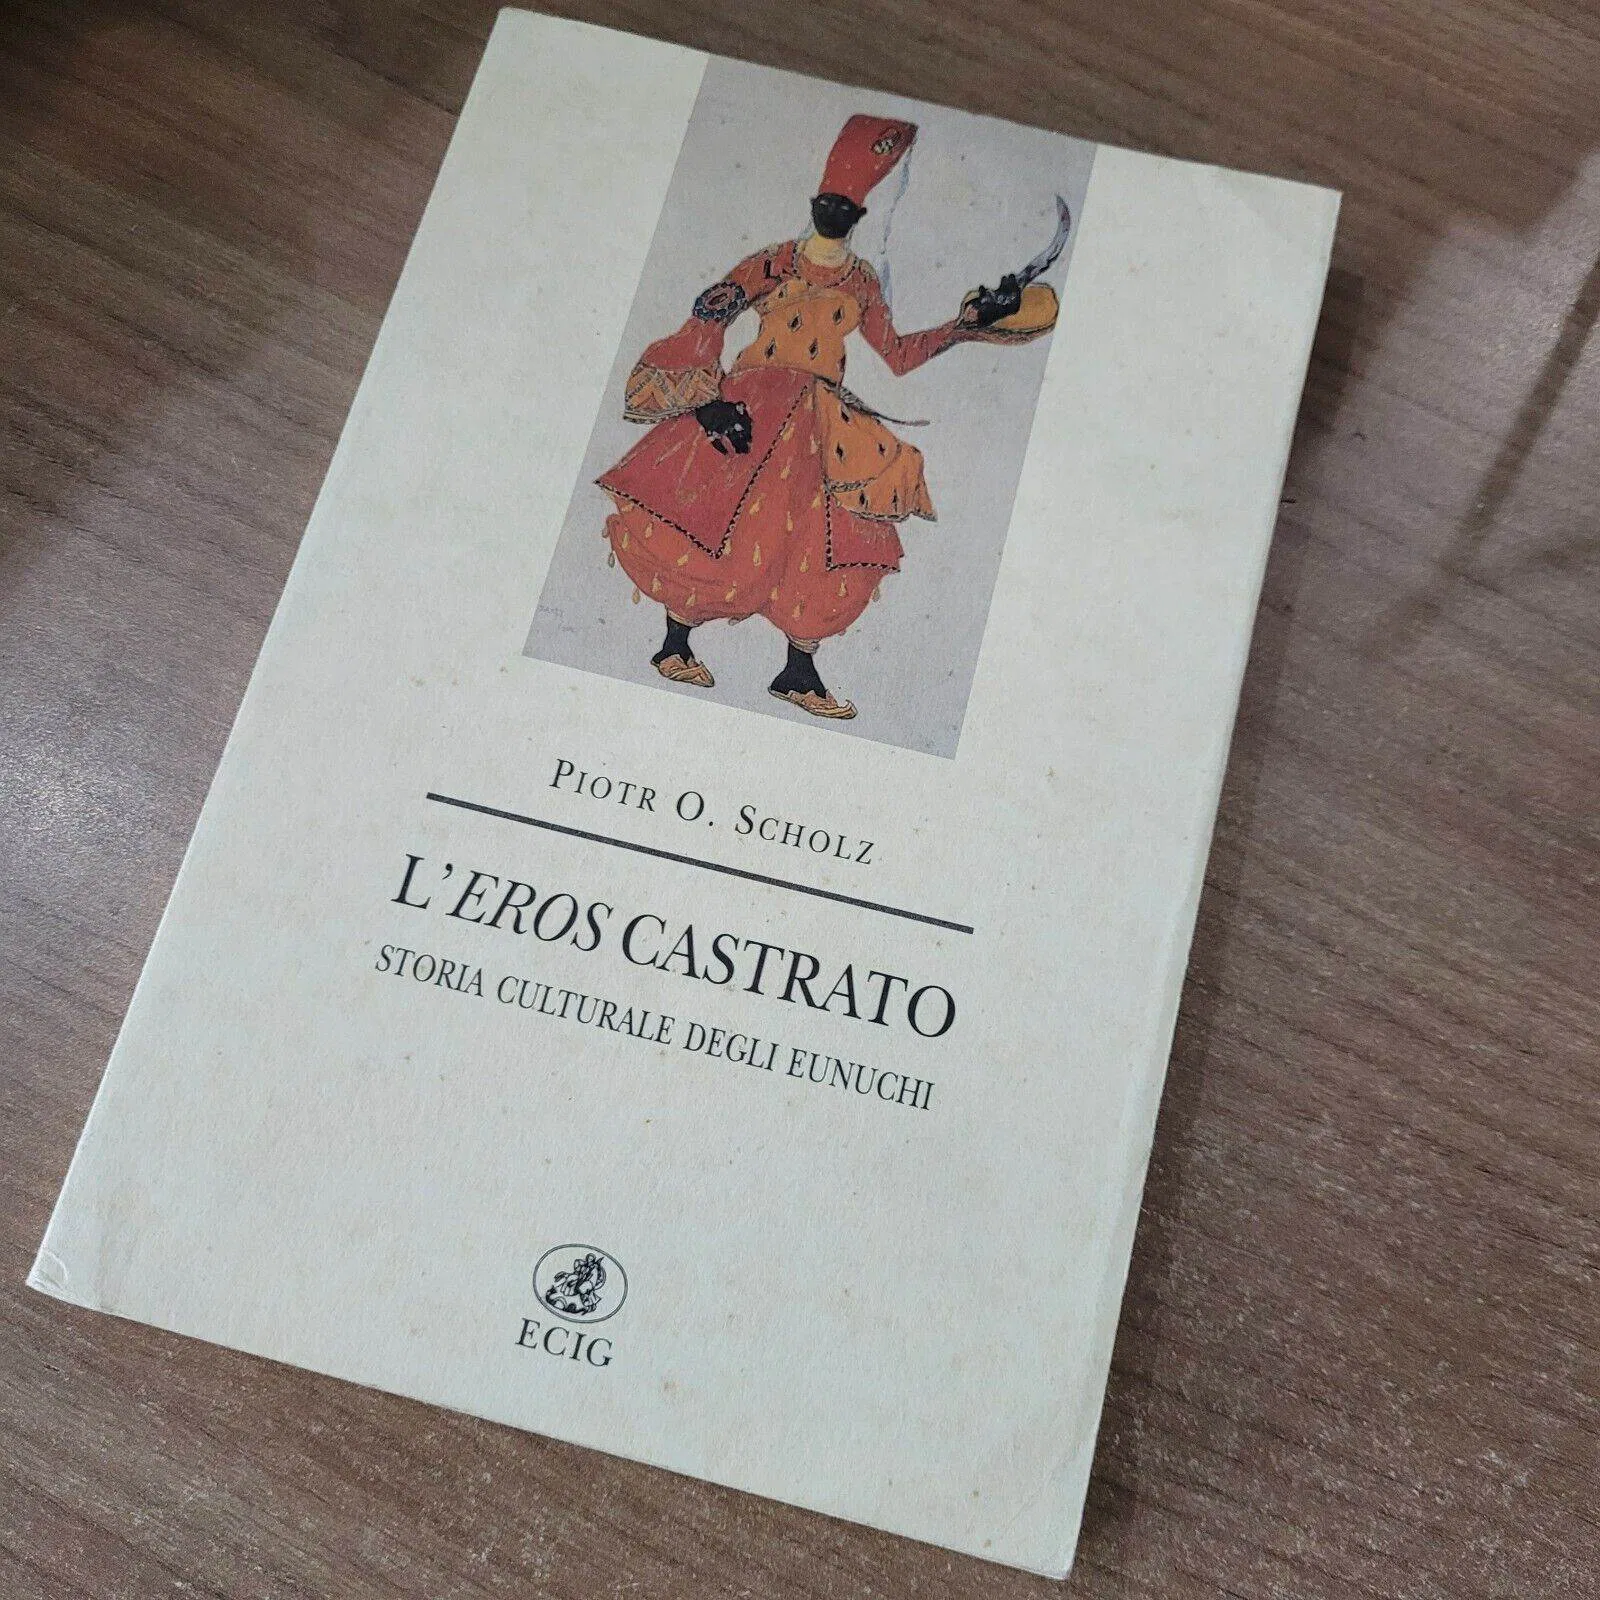 PIOTR O. SCHOLZ
L'EROS CASTRATO
STORIA CULTURALE DEGLI EUNUCHI
ECIG